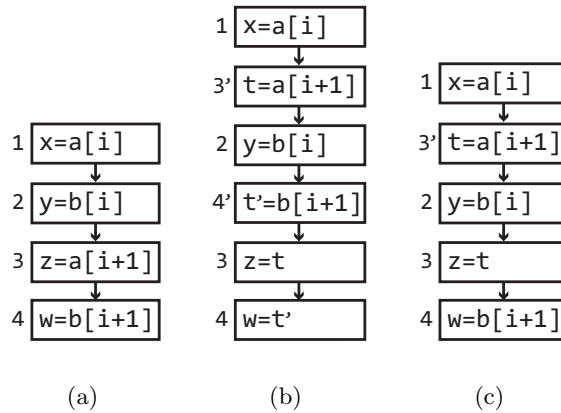 1 x=a[i]
2 y=b[i]
3 z=a[i+1]
4 w=b[i+1]
(a)
1 x=a[i]
3’ t=a[i+1]
2 y=b[i]
4’ t’=b[i+1]
3 z=t
4 w=t’
(b)
1 x=a[i]
3’ t=a[i+1]
2 y=b[i]
3 z=t
4 w=b[i+1]
(c)